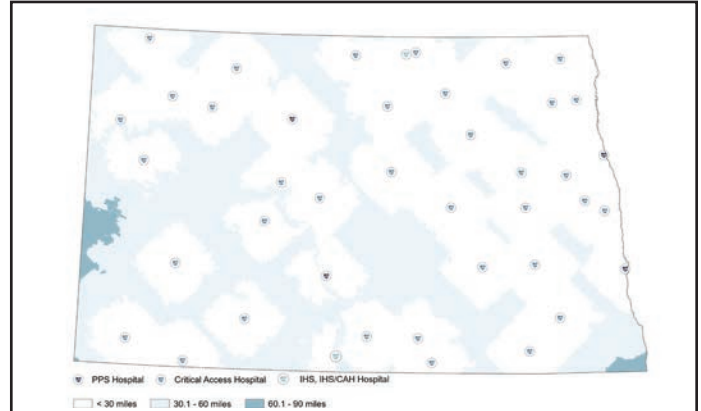 PPS Hospital Critical Access Hospital IHS, IHS/CAH Hospital
< 30 miles 30.1 - 60 miles 60.1 - 90 miles